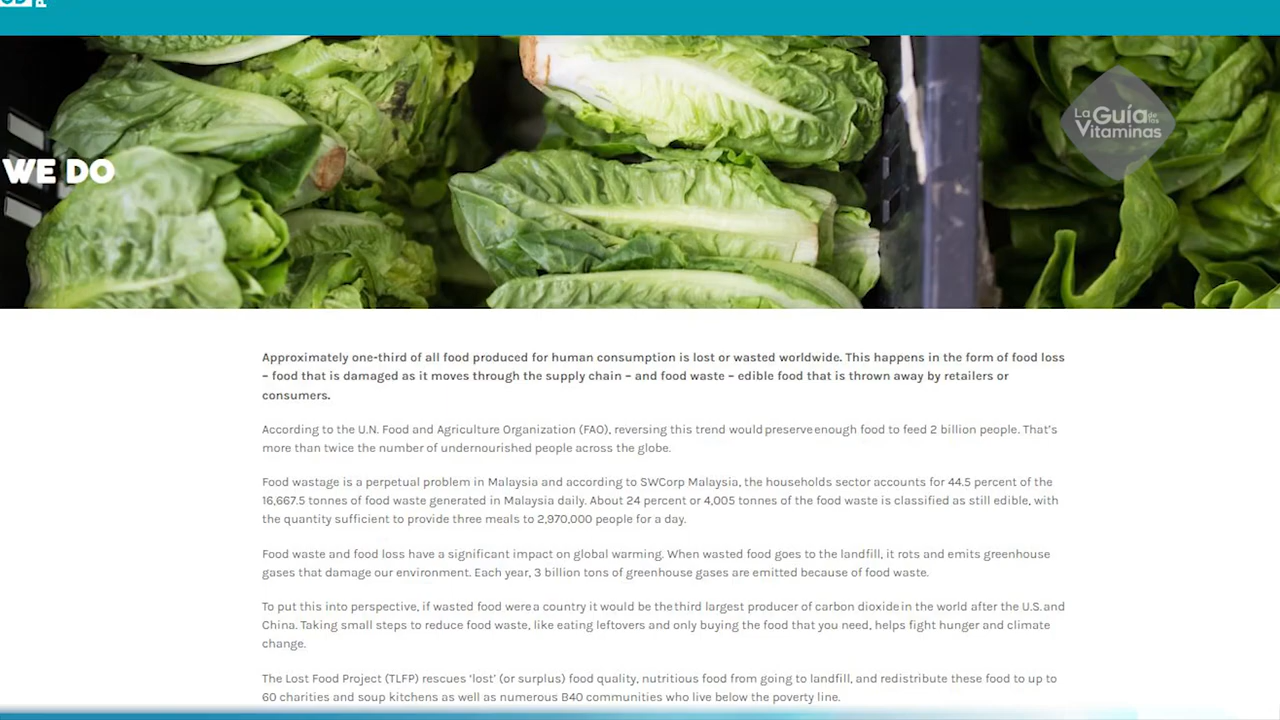 La Guía de las
Vitaminas
WE DO
Approximately one-third of all food produced for human consumption is lost or wasted worldwide. This happens in the form of food loss
– food that is damaged as it moves through the supply chain – and food waste – edible food that is thrown away by retailers or
consumers.
According to the U.N. Food and Agriculture Organization (FAO), reversing this trend would preserve enough food to feed 2 billion people. That's
more than twice the number of undernourished people across the globe.
Food wastage is a perpetual problem in Malaysia and according to SWCorp Malaysia, the households sector accounts for 44.5 percent of the
16,667.5 tonnes of food waste generated in Malaysia daily. About 24 percent or 4,005 tonnes of the food waste is classified as still edible, with
the quantity sufficient to provide three meals to 2,970,000 people for a day.
Food waste and food loss have a significant impact on global warming. When wasted food goes to the landfill, it rots and emits greenhouse
gases that damage our environment. Each year, 3 billion tons of greenhouse gases are emitted because of food waste.
To put this into perspective, if wasted food were a country it would be the third largest producer of carbon dioxide in the world after the U.S. and
China. Taking small steps to reduce food waste, like eating leftovers and only buying the food that you need, helps fight hunger and climate
change.
The Lost Food Project (TLFP) rescues 'lost' (or surplus) food quality, nutritious food from going to landfill, and redistribute these food to up to
60 charities and soup kitchens as well as numerous B40 communities who live below the poverty line.